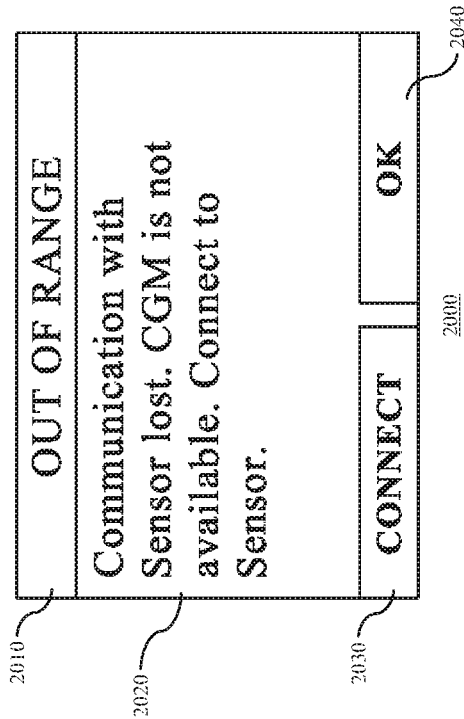 2010
OUT OF RANGE
2020
Communication with
Sensor lost. CGM is not
available. Connect to
Sensor.
2030
CONNECT
OK
2040
2000